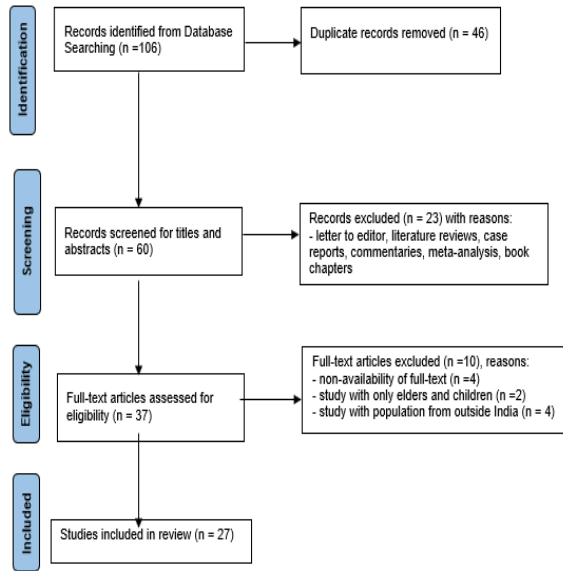 Identification
Records identified from Database
Searching (n =106)
Duplicate records removed (n = 46)
Screening
Records screened for titles and
abstracts (n = 60)
Records excluded (n = 23) with reasons:
- letter to editor, literature reviews, case
reports, commentaries, meta-analysis, book
chapters
Eligibility
Full-text articles assessed for
eligibility (n = 37)
Full-text articles excluded (n =10), reasons:
- non-availability of full-text (n =4)
- study with only elders and children (n =2)
- study with population from outside India (n = 4)
Included
Studies included in review (n = 27)